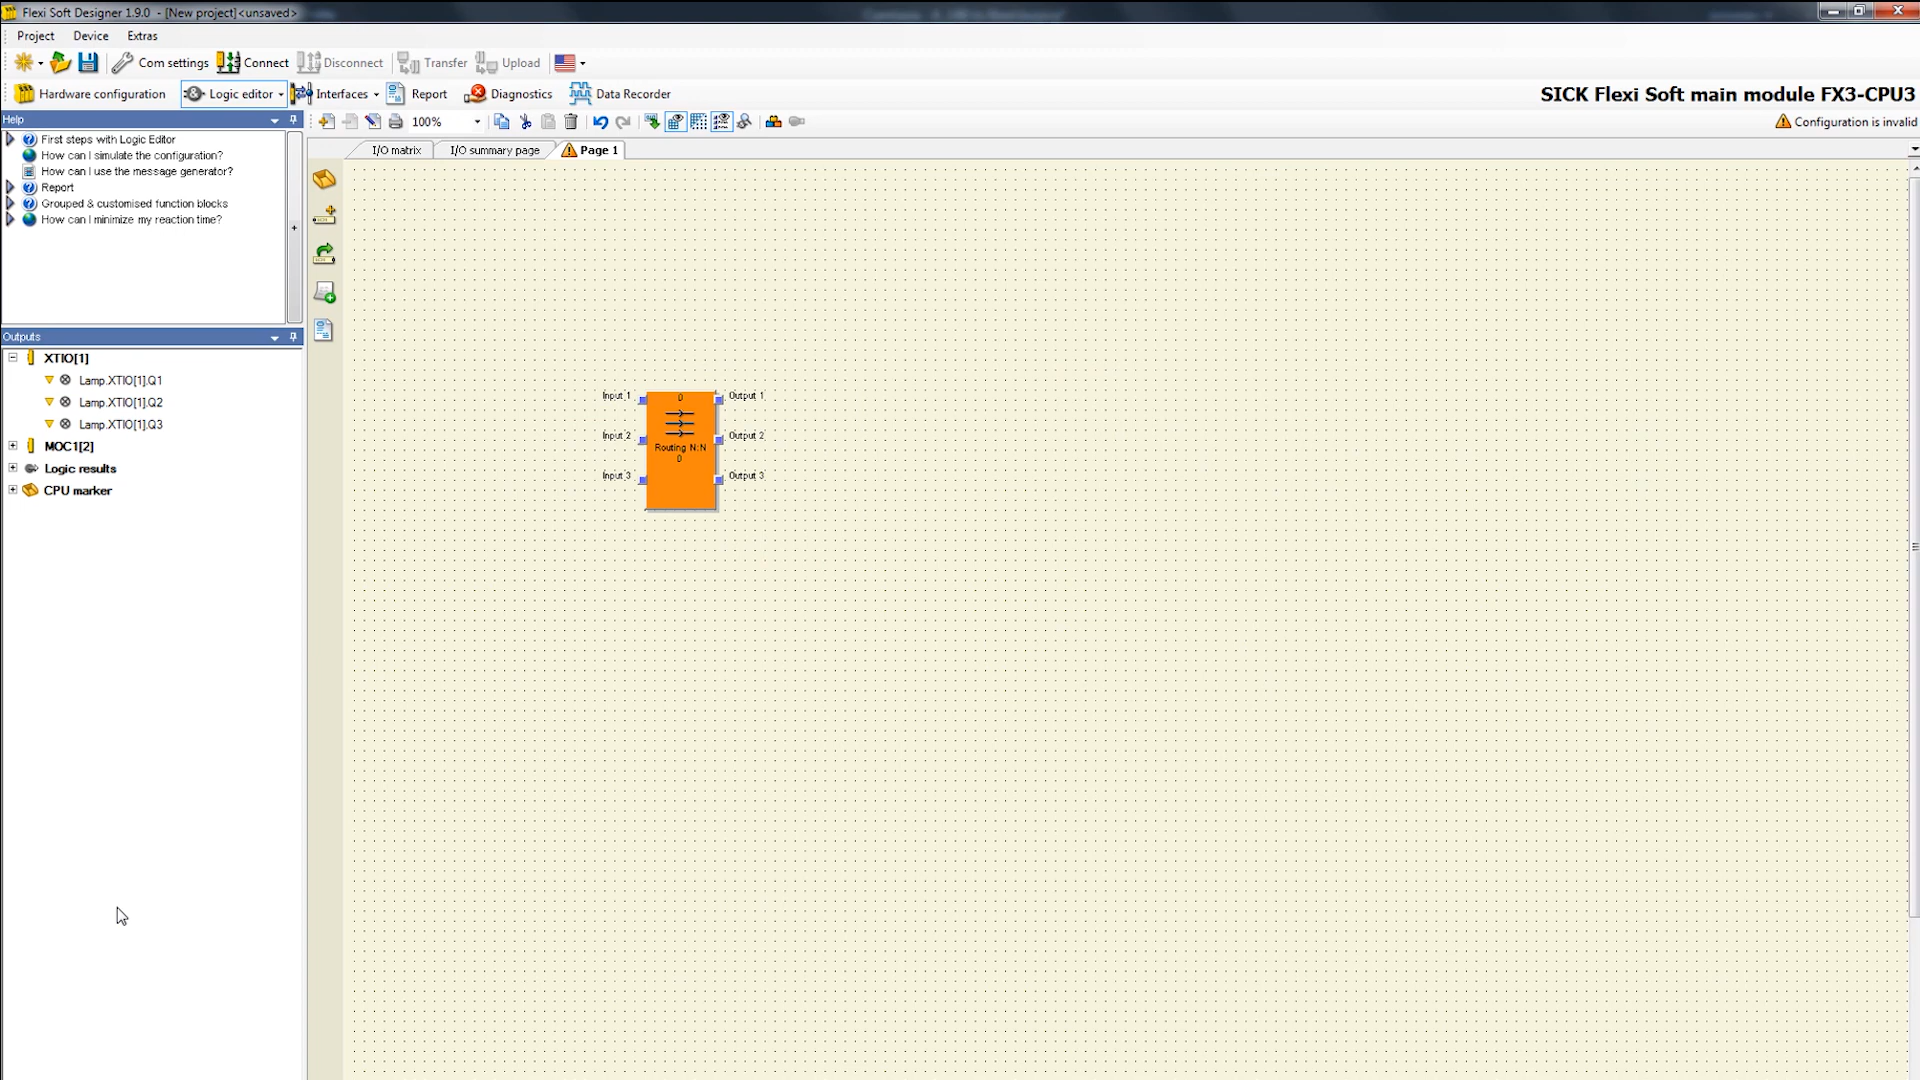 Flexi Soft Designer 1.9.0 - [New project]<unsaved>
Project Device Extras
Com settings Connect Disconnect Transfer Upload
Hardware configuration Logic editor Interfaces Report Diagnostics Data Recorder SICK Flexi Soft main module FX3-CPU3
Help 100% Configuration is invalid
I/O matrix I/O summary page Page 1
First steps with Logic Editor
How can I simulate the configuration?
How can I use the message generator?
Report
Grouped & customised function blocks
How can I minimize my reaction time?
Outputs
XTIO[1]
Lamp.XTIO[1].Q1
Lamp.XTIO[1].Q2
Lamp.XTIO[1].Q3
MOC1[2]
Logic results
CPU marker
Input 1 0 Output 1
Input 2 Output 2
Routing N:N
0
Input 3 Output 3